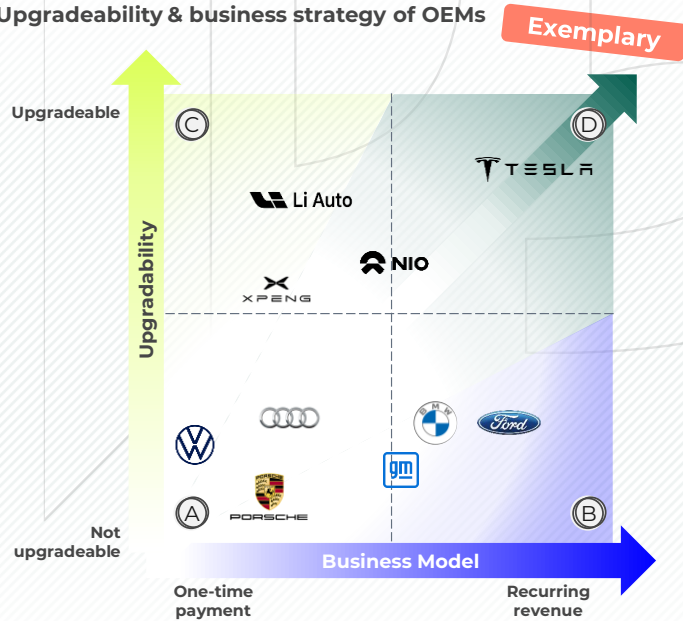 Upgradeability & business strategy of OEMs
Exemplary
Upgradeable
C
D
TESLA
Li Auto
NIO
XPENG
Upgradability
BMW
Ford
gm
PORSCHE
A
B
Not
upgradeable
Business Model
One-time
payment
Recurring
revenue